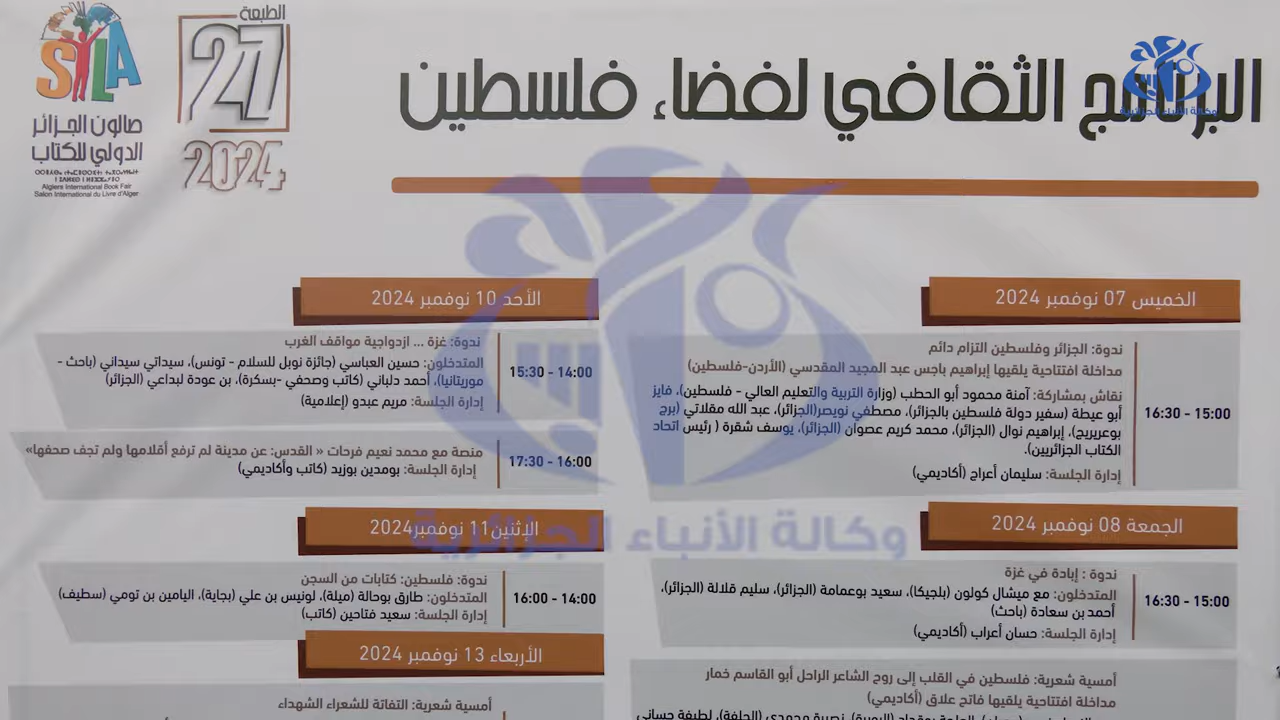 الطبعة
27
2024
SILA
صالون الجزائر
الدولي للكتاب
Algiers International Book Fair
Salon International du Livre d'Alger
البرنامج الثقافي لفضاء فلسطين
وكالة الأنباء الجزائرية
الخميس 07 نوفمبر 2024
15:00 - 16:30
ندوة: الجزائر وفلسطين التزام دائم
مداخلة افتتاحية يلقيها إبراهيم باجس عبد المجيد المقدسي (الأردن-فلسطين)
نقاش بمشاركة: آمنة محمود أبو الحطب (وزارة التربية والتعليم العالي - فلسطين)، فايز
أبو عيطة (سفير دولة فلسطين بالجزائر)، مصطفى نويصر(الجزائر)، عبد الله مقلاتي (برج
بوعريريج)، إبراهيم نوال (الجزائر)، محمد كريم عصوان (الجزائر)، يوسف شقرة ( رئيس اتحاد
الكتاب الجزائريين).
إدارة الجلسة: سليمان أعراج (أكاديمي)
الجمعة 08 نوفمبر 2024
15:00 - 16:30
ندوة : إبادة في غزة
المتدخلون: مع ميشال كولون (بلجيكا)، سعيد بوعمامة (الجزائر)، سليم قلالة (الجزائر)،
أحمد بن سعادة (باحث)
إدارة الجلسة: حسان أعراب (أكاديمي)
أمسية شعرية: فلسطين في القلب إلى روح الشاعر الراحل أبو القاسم خمار
مداخلة افتتاحية يلقيها فاتح علاق (أكاديمي)
الأحد 10 نوفمبر 2024
14:00 - 15:30
ندوة: غزة ... ازدواجية مواقف الغرب
المتدخلون: حسين العباسي (جائزة نوبل للسلام - تونس)، سيداتي سيداتي (باحث -
موريتانيا)، أحمد دلباني (كاتب وصحفي -بسكرة)، بن عودة لبداعي (الجزائر)
إدارة الجلسة: مريم عبدو (إعلامية)
16:00 - 17:30
منصة مع محمد نعيم فرحات « القدس: عن مدينة لم ترفع أقلامها ولم تجف صحفها»
إدارة الجلسة: بومدين بوزيد (كاتب وأكاديمي)
الإثنين 11 نوفمبر 2024
14:00 - 16:00
ندوة: فلسطين: كتابات من السجن
المتدخلون: طارق بوحالة (ميلة)، لونيس بن علي (بجاية)، اليامين بن تومي (سطيف)
إدارة الجلسة: سعيد فتاحين (كاتب)
الأربعاء 13 نوفمبر 2024
أمسية شعرية: التفاتة للشعراء الشهداء
وكالة الأنباء الجزائرية